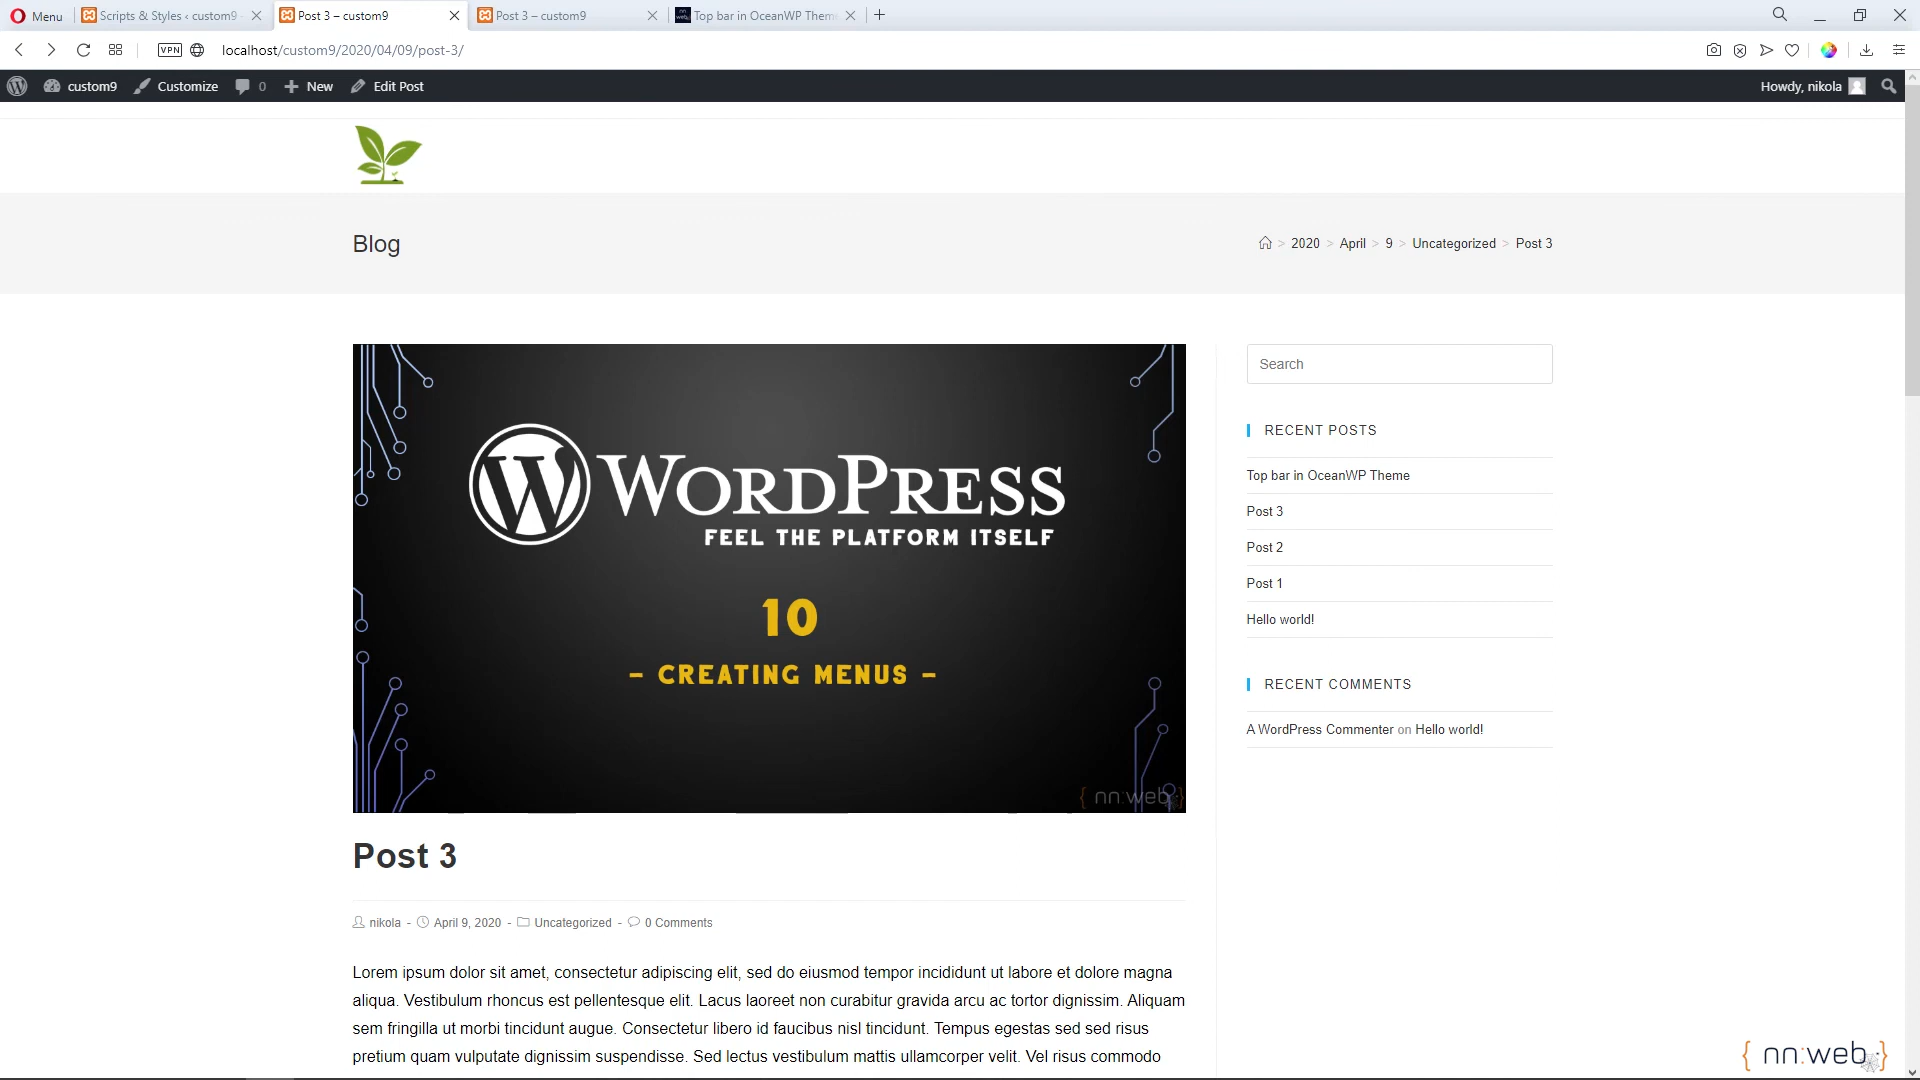 Menu
Scripts & Styles ‹ custom9
Post 3 – custom9
Post 3 – custom9
Top bar in OceanWP Them
VPN
localhost/custom9/2020/04/09/post-3/
custom9
Customize
0
New
Edit Post
Howdy, nikola
Blog
> 2020 > April > 9 > Uncategorized > Post 3
WORDPRESS
FEEL THE PLATFORM ITSELF
10
– CREATING MENUS –
{ nn:web }
Search
RECENT POSTS
Top bar in OceanWP Theme
Post 3
Post 2
Post 1
Hello world!
RECENT COMMENTS
A WordPress Commenter on Hello world!
Post 3
nikola - April 9, 2020 - Uncategorized - 0 Comments
Lorem ipsum dolor sit amet, consectetur adipiscing elit, sed do eiusmod tempor incididunt ut labore et dolore magna
aliqua. Vestibulum rhoncus est pellentesque elit. Lacus laoreet non curabitur gravida arcu ac tortor dignissim. Aliquam
sem fringilla ut morbi tincidunt augue. Consectetur libero id faucibus nisl tincidunt. Tempus egestas sed sed risus
pretium quam vulputate dignissim suspendisse. Sed lectus vestibulum mattis ullamcorper velit. Vel risus commodo
{ nn:web }